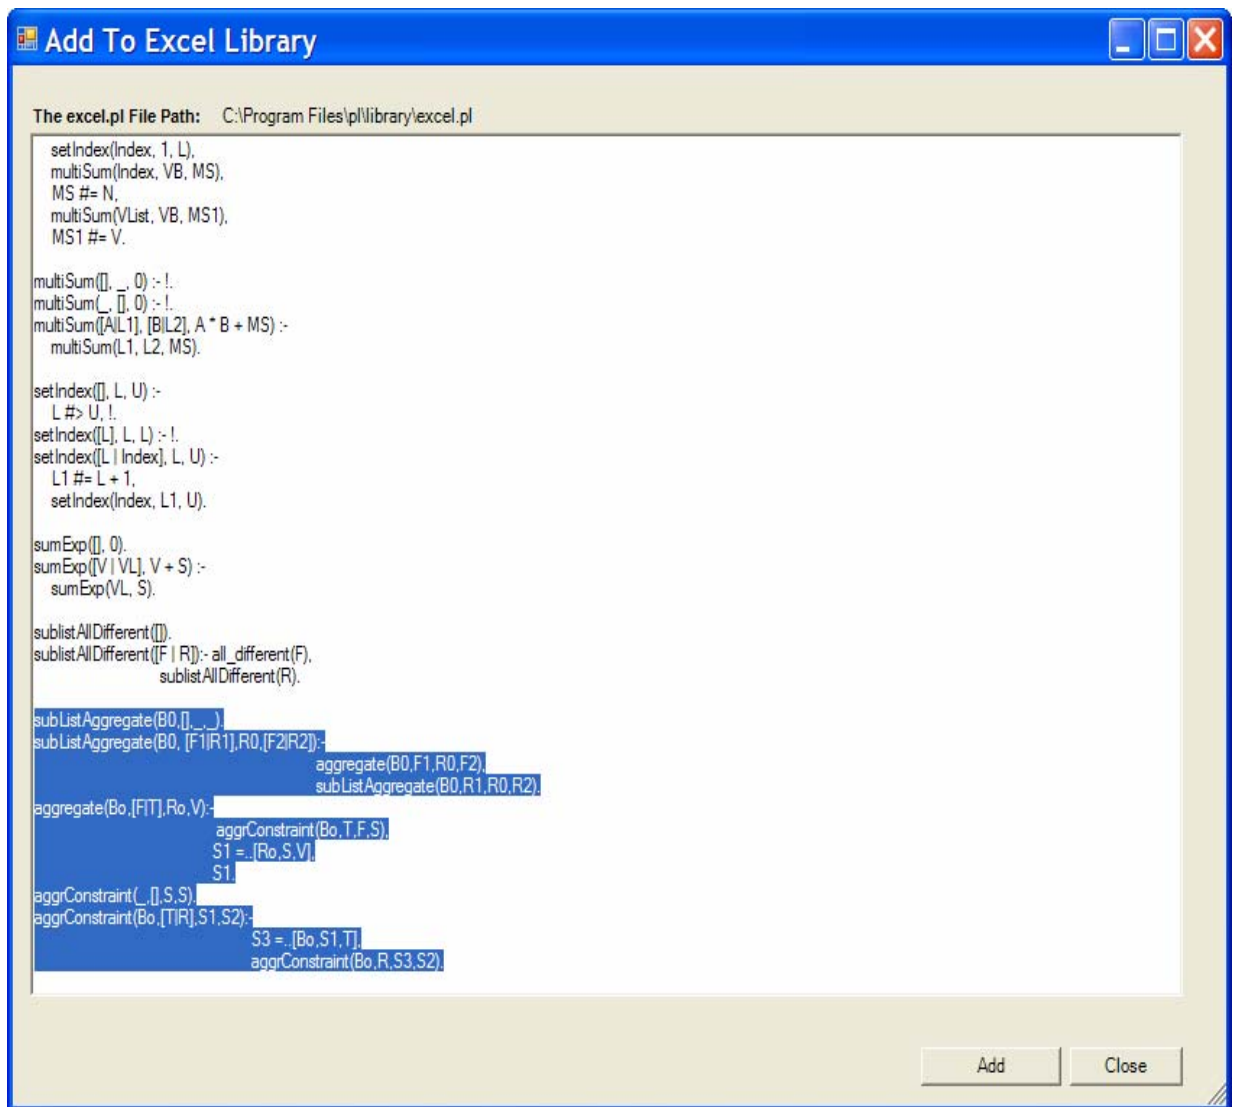 Add To Excel Library
The excel.pl File Path: C:\Program Files\pl\library\excel.pl
setIndex(Index, 1, L),
multiSum(Index, VB, MS),
MS #= N,
multiSum(VList, VB, MS1),
MS1 #= V.
multiSum([], _, 0) :- !.
multiSum(_, [], 0) :- !.
multiSum([A|L1], [B|L2], A * B + MS) :-
multiSum(L1, L2, MS).
setIndex([], L, U) :-
L #> U, !.
setIndex([L], L, L) :- !.
setIndex([L | Index], L, U) :-
L1 #= L + 1,
setIndex(Index, L1, U).
sumExp([], 0).
sumExp([V | VL], V + S) :-
sumExp(VL, S).
sublistAllDifferent([]).
sublistAllDifferent([F | R]):- all_different(F),
sublistAllDifferent(R).
subListAggregate(B0,[],_,_).
subListAggregate(B0, [F1|R1],R0,[F2|R2]):-
aggregate(B0,F1,R0,F2),
subListAggregate(B0,R1,R0,R2).
aggregate(Bo,[F|T],Ro,V):-
aggrConstraint(Bo,T,F,S),
S1 =..[Ro,S,V],
S1.
aggrConstraint(_,[],S,S).
aggrConstraint(Bo,[T|R],S1,S2):-
S3 =..[Bo,S1,T],
aggrConstraint(Bo,R,S3,S2).
Add Close